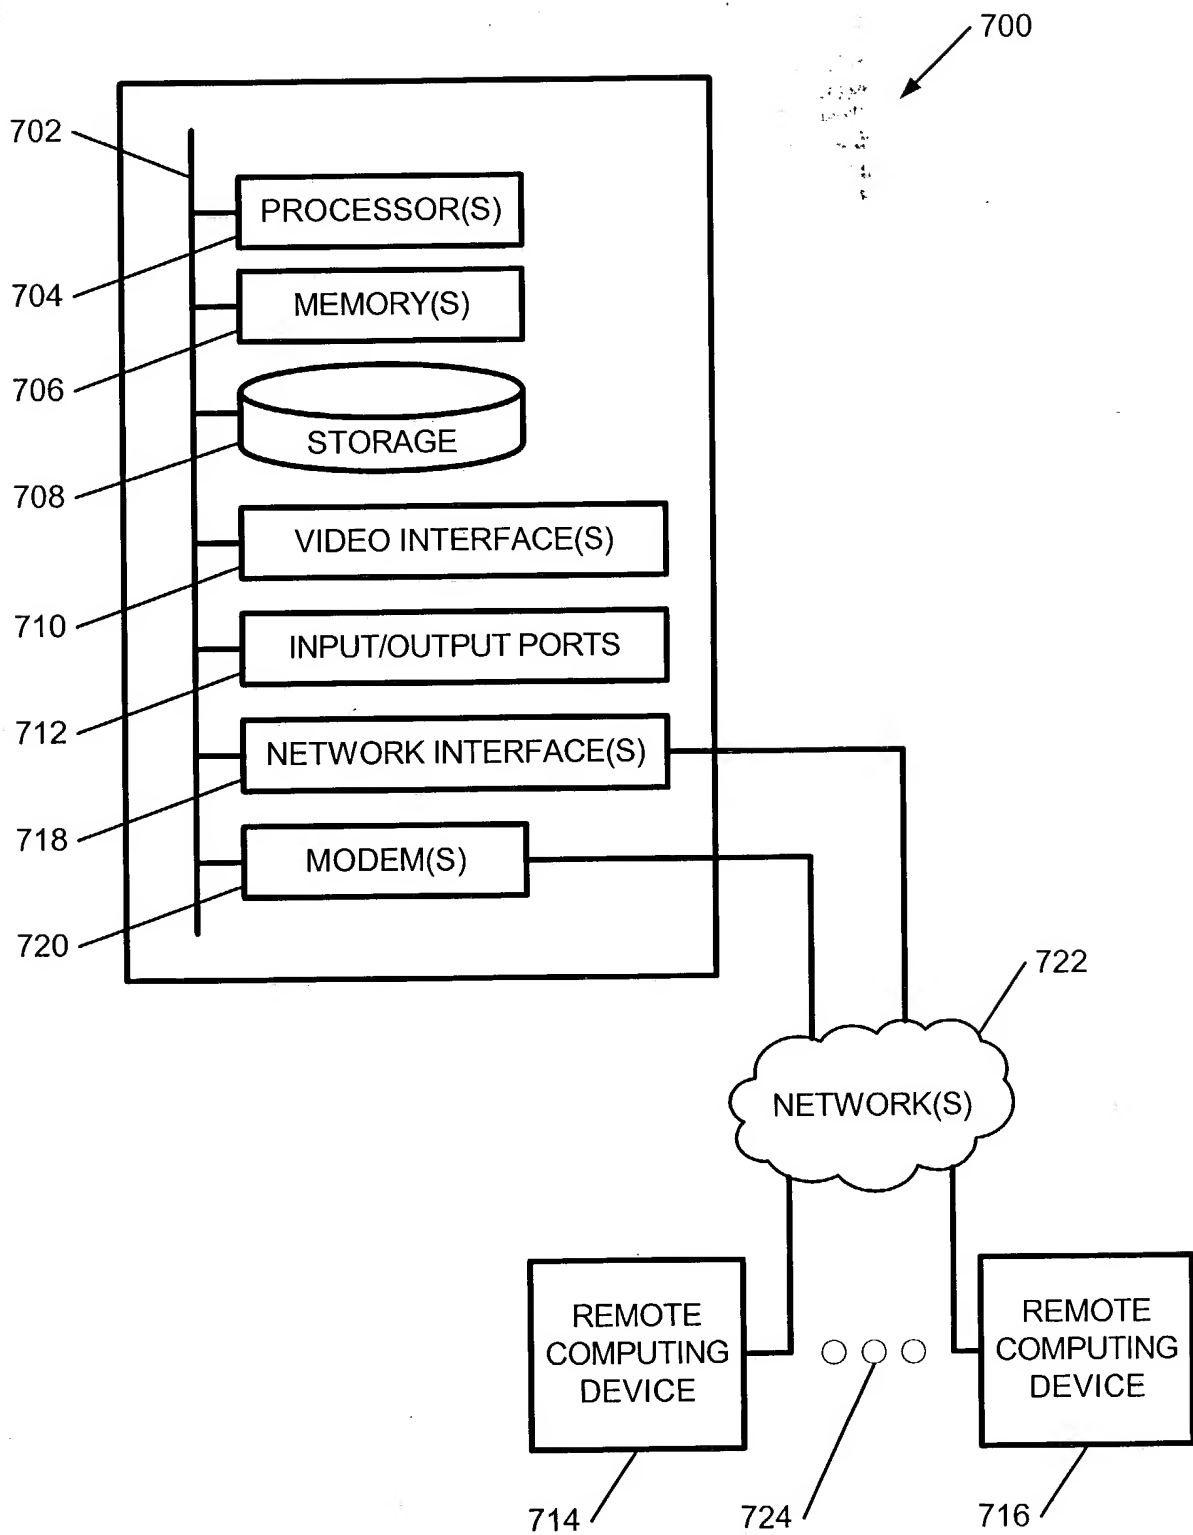 700
702
PROCESSOR(S)
704
MEMORY(S)
706
STORAGE
708
VIDEO INTERFACE(S)
710
INPUT/OUTPUT PORTS
712
NETWORK INTERFACE(S)
718
MODEM(S)
720
722
NETWORK(S)
REMOTE
COMPUTING
DEVICE
REMOTE
COMPUTING
DEVICE
714
724
716